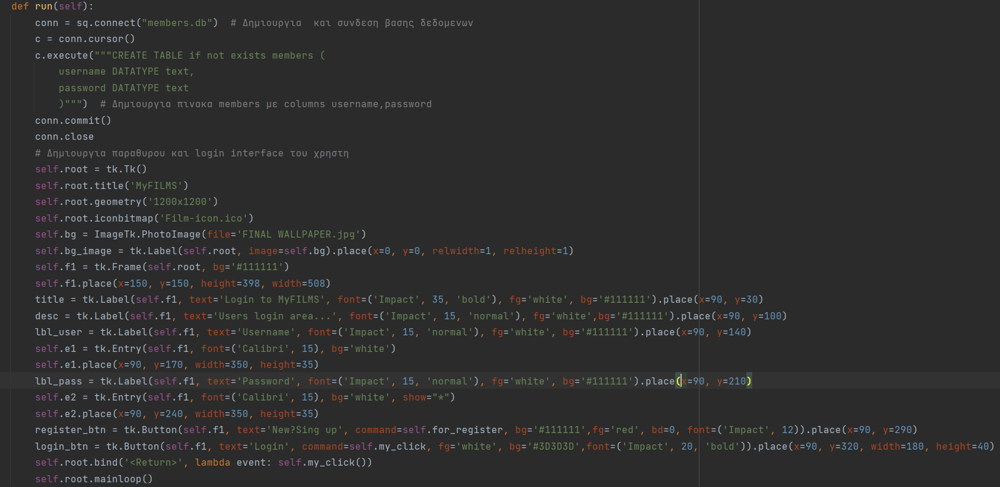 def run(self):
    conn = sq.connect("members.db")  # Δημιουργια  και συνδεση βασης δεδομενων
    c = conn.cursor()
    c.execute("""CREATE TABLE if not exists members (
        username DATATYPE text,
        password DATATYPE text
        )""")  # Δημιουργια πινακα members με columns username,password
    conn.commit()
    conn.close
    # Δημιουργια παραθυρου και login interface του χρηστη
    self.root = tk.Tk()
    self.root.title('MyFILMS')
    self.root.geometry('1200x1200')
    self.root.iconbitmap('Film-icon.ico')
    self.bg = ImageTk.PhotoImage(file='FINAL WALLPAPER.jpg')
    self.bg_image = tk.Label(self.root, image=self.bg).place(x=0, y=0, relwidth=1, relheight=1)
    self.f1 = tk.Frame(self.root, bg='#111111')
    self.f1.place(x=150, y=150, height=398, width=508)
    title = tk.Label(self.f1, text='Login to MyFILMS', font=('Impact', 35, 'bold'), fg='white', bg='#111111').place(x=90, y=30)
    desc = tk.Label(self.f1, text='Users login area...', font=('Impact', 15, 'normal'), fg='white',bg='#111111').place(x=90, y=100)
    lbl_user = tk.Label(self.f1, text='Username', font=('Impact', 15, 'normal'), fg='white', bg='#111111').place(x=90, y=140)
    self.e1 = tk.Entry(self.f1, font=('Calibri', 15), bg='white')
    self.e1.place(x=90, y=170, width=350, height=35)
    lbl_pass = tk.Label(self.f1, text='Password', font=('Impact', 15, 'normal'), fg='white', bg='#111111').place(x=90, y=210)
    self.e2 = tk.Entry(self.f1, font=('Calibri', 15), bg='white', show="*")
    self.e2.place(x=90, y=240, width=350, height=35)
    register_btn = tk.Button(self.f1, text='New?Sing up', command=self.for_register, bg='#111111',fg='red', bd=0, font=('Impact', 12)).place(x=90, y=290)
    login_btn = tk.Button(self.f1, text='Login', command=self.my_click, fg='white', bg='#3D3D3D',font=('Impact', 20, 'bold')).place(x=90, y=320, width=180, height=40)
    self.root.bind('<Return>', lambda event: self.my_click())
    self.root.mainloop()